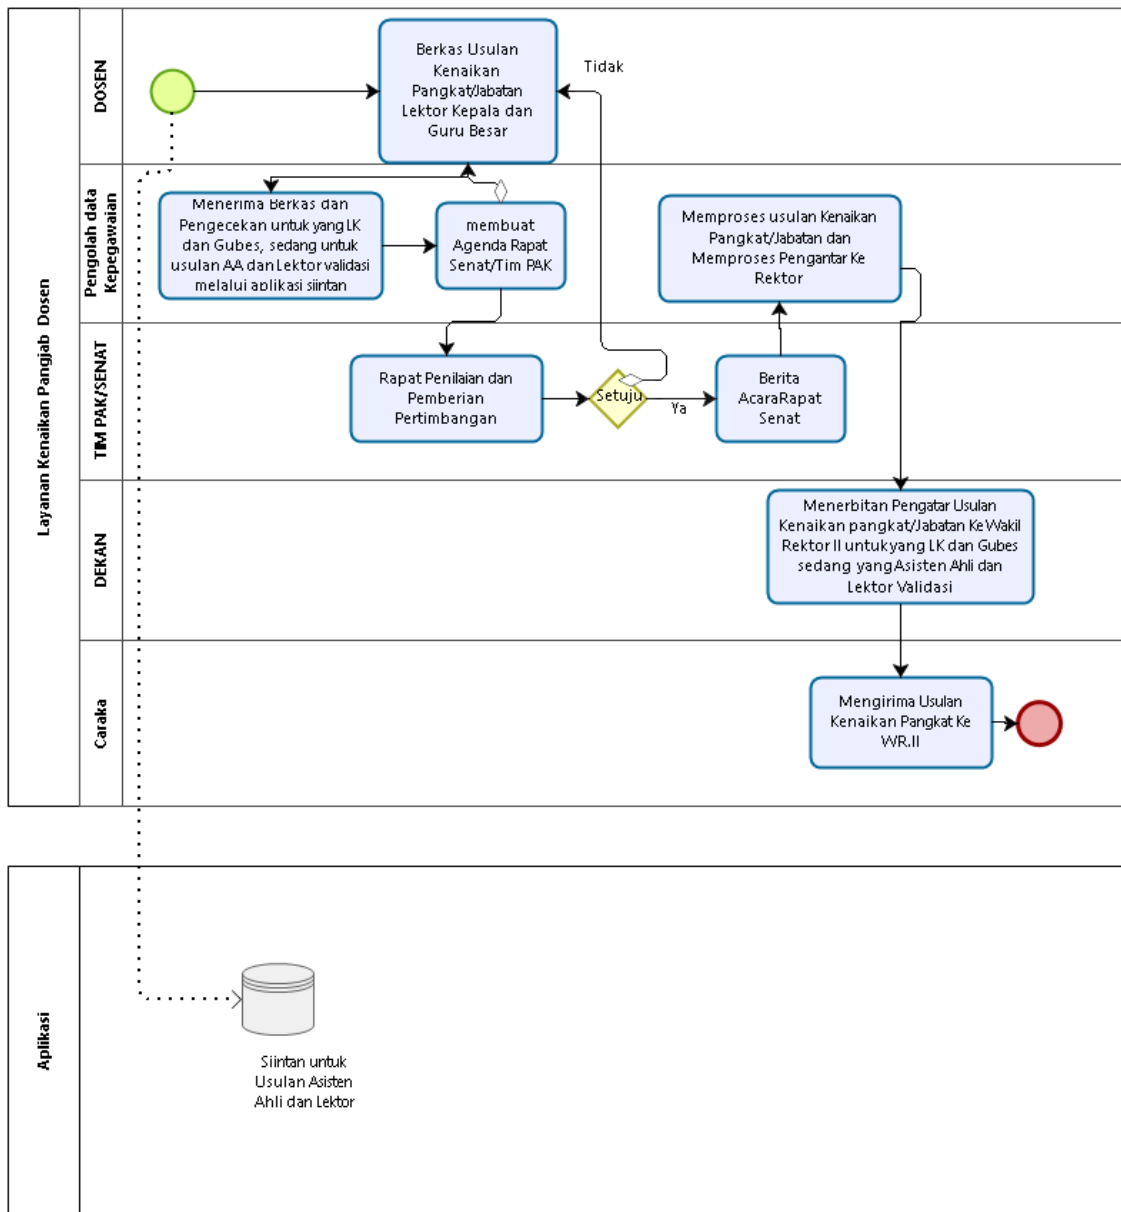 Layanan Kenaikan Pangjab Dosen
DOSEN
Berkas Usulan
Kenaikan
Pangkat/Jabatan
Lektor Kepala dan
Guru Besar
Tidak
Pengolah data
Kepegawaian
Menerima Berkas dan
Pengecekan untuk yang LK
dan Gubes, sedang untuk
usulan AA dan Lektor validasi
melalui aplikasi siintan
membuat
Agenda Rapat
Senat/Tim PAK
Memproses usulan Kenaikan
Pangkat/Jabatan dan
Memproses Pengantar Ke
Rektor
TIM PAK/SENAT
Rapat Penilaian dan
Pemberian
Pertimbangan
Setuju
Ya
Berita
AcaraRapat
Senat
DEKAN
Menerbitan Pengatar Usulan
Kenaikan pangkat/Jabatan Ke Wakil
Rektor II untuk yang LK dan Gubes
sedang yang Asisten Ahli dan
Lektor Validasi
Caraka
Mengirima Usulan
Kenaikan Pangkat Ke
WR.II
Aplikasi
Siintan untuk
Usulan Asisten
Ahli dan Lektor